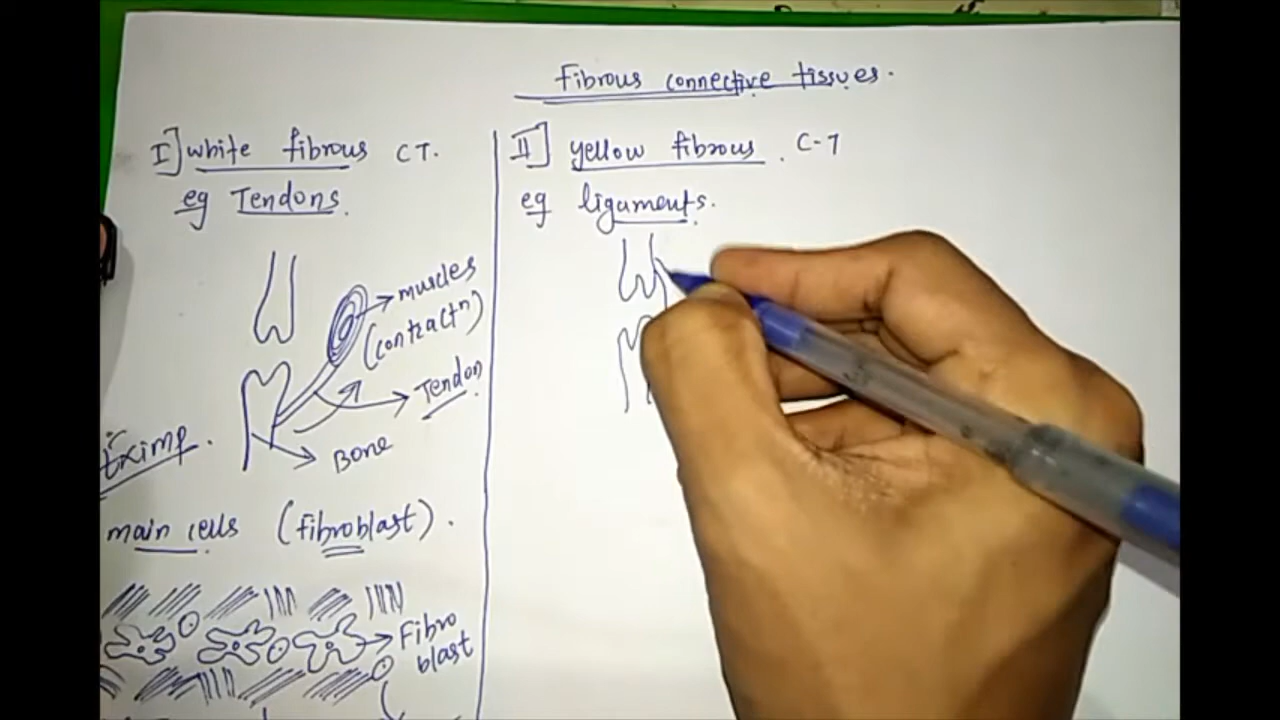 Fibrous connective tissues.
I] white fibrous CT.
eg Tendons.
muscles
(contractⁿ)
Tendon
Bone
main cells (fibroblast).
Fibro
blast
II] yellow fibrous. C-T
eg ligaments.